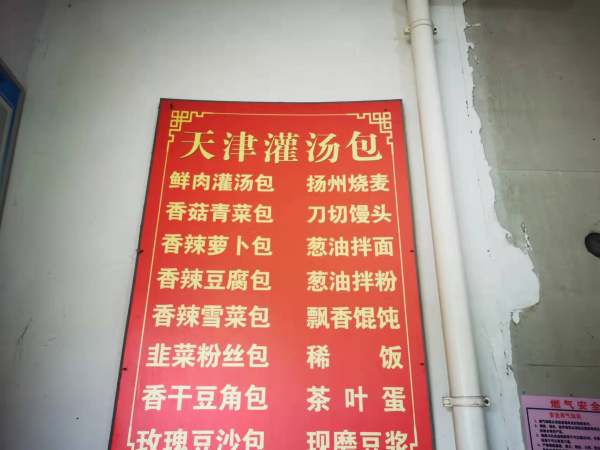 天津灌汤包
鲜肉灌汤包 扬州烧麦
香菇青菜包 刀切馒头
香辣萝卜包 葱油拌面
香辣豆腐包 葱油拌粉
香辣雪菜包 飘香馄饨
韭菜粉丝包 稀饭
香干豆角包 茶叶蛋
玫瑰豆沙包 现磨豆浆
燃气安全